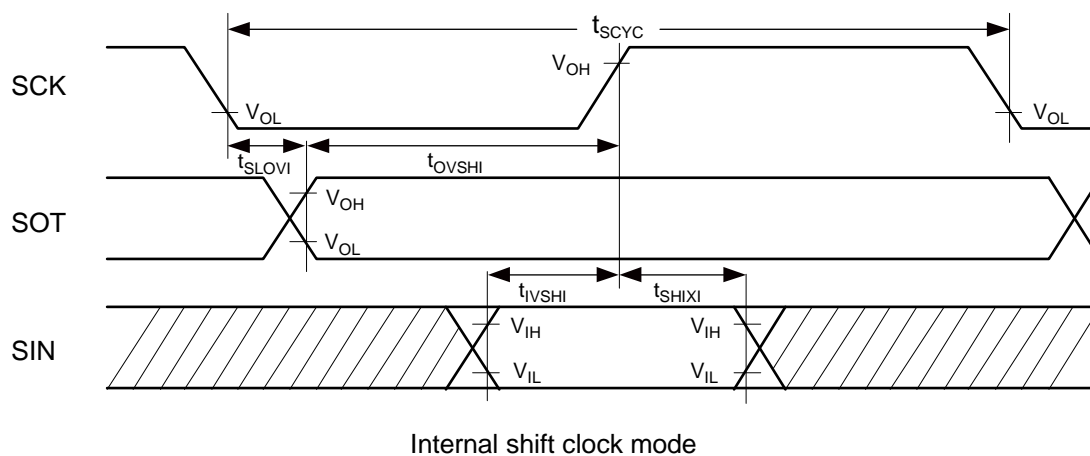 tSCYC
SCK
VOH
VOL
VOL
tSLOVI
tOVSHI
SOT
VOH
VOL
tIVSHI
tSHIXI
SIN
VIH
VIH
VIL
VIL
Internal shift clock mode